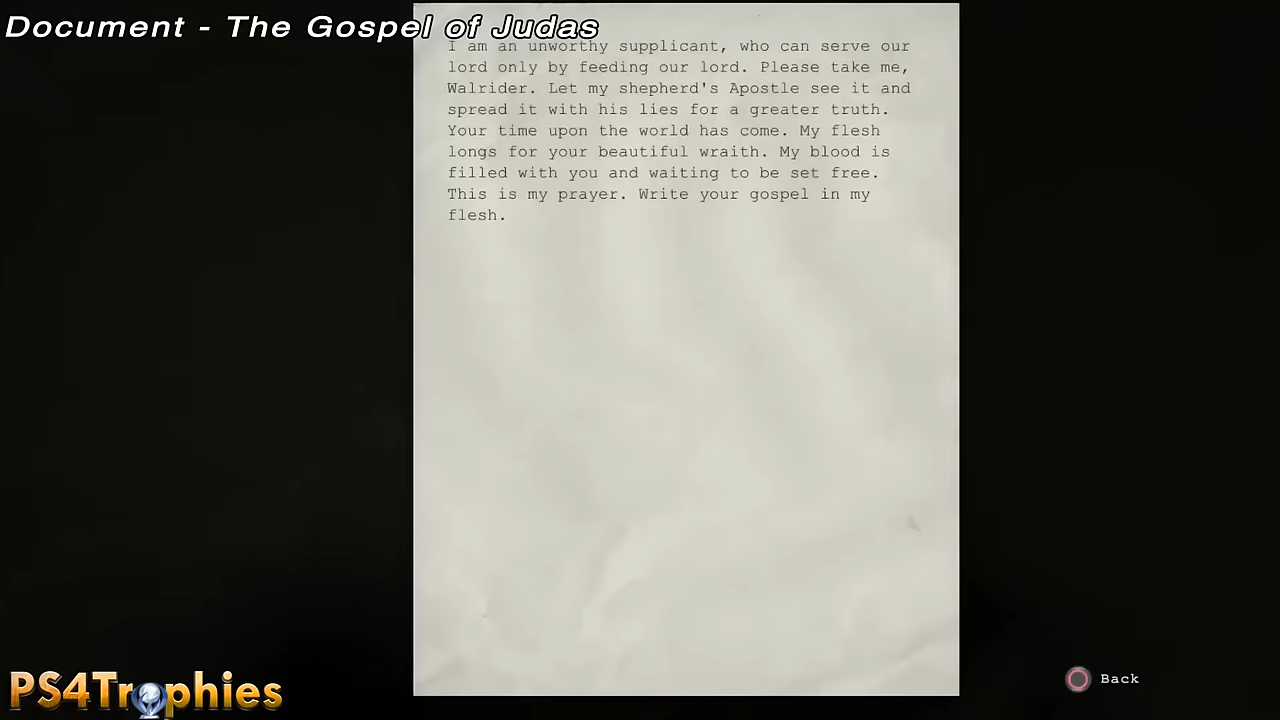 Document - The Gospel of Judas
I am an unworthy supplicant, who can serve our
lord only by feeding our lord. Please take me,
Walrider. Let my shepherd's Apostle see it and
spread it with his lies for a greater truth.
Your time upon the world has come. My flesh
longs for your beautiful wraith. My blood is
filled with you and waiting to be set free.
This is my prayer. Write your gospel in my
flesh.
PS4Trophies
Back